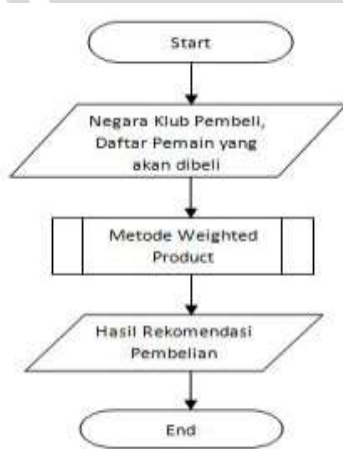 Start
Negara Klub Pembeli,
Daftar Pemain yang
akan dibeli
Metode Weighted
Product
Hasil Rekomendasi
Pembelian
End